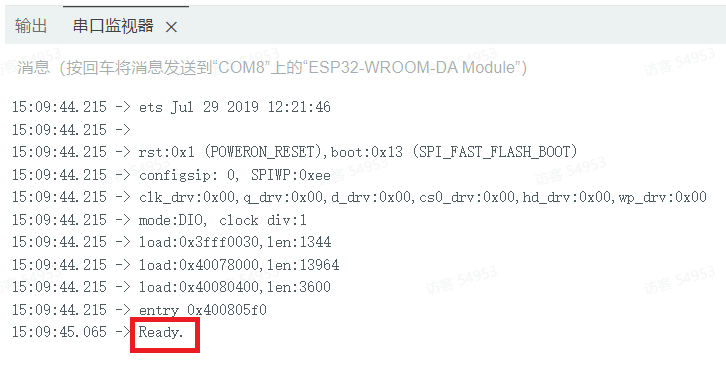 输出 串口监视器 ×
消息（按回车将消息发送到“COM8”上的“ESP32-WROOM-DA Module”）
15:09:44.215 -> ets Jul 29 2019 12:21:46
15:09:44.215 ->
15:09:44.215 -> rst:0x1 (POWERON_RESET),boot:0x13 (SPI_FAST_FLASH_BOOT)
15:09:44.215 -> configsip: 0, SPIWP:0xee
15:09:44.215 -> clk_drv:0x00,q_drv:0x00,d_drv:0x00,cs0_drv:0x00,hd_drv:0x00,wp_drv:0x00
15:09:44.215 -> mode:DIO, clock div:1
15:09:44.215 -> load:0x3fff0030,len:1344
15:09:44.215 -> load:0x40078000,len:13964
15:09:44.215 -> load:0x40080400,len:3600
15:09:44.215 -> entry 0x400805f0
15:09:45.065 -> Ready.
访客 54953